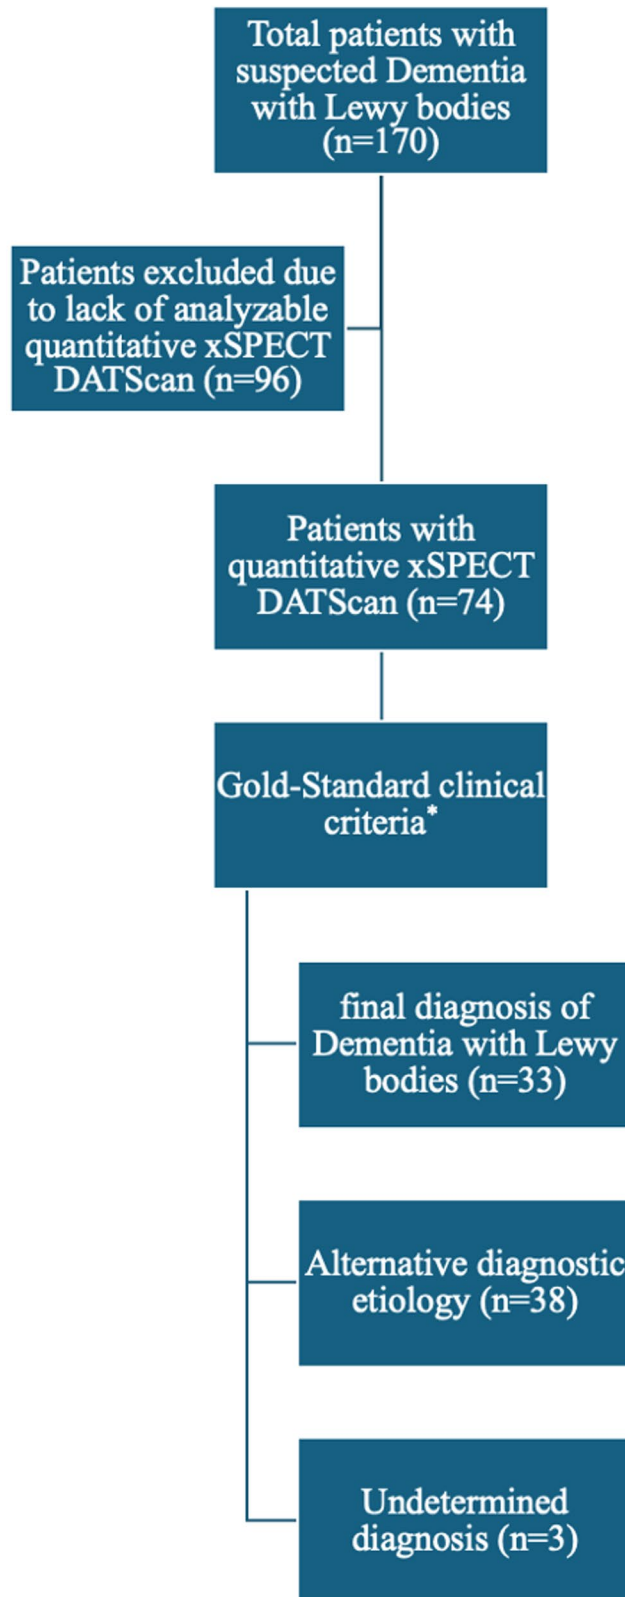 Total patients with
suspected Dementia
with Lewy bodies
(n=170)
Patients excluded due
to lack of analyzable
quantitative xSPECT
DATScan (n=96)
Patients with
quantitative xSPECT
DATScan (n=74)
Gold-Standard clinical
criteria*
final diagnosis of
Dementia with Lewy
bodies (n=33)
Alternative diagnostic
etiology (n=38)
Undetermined
diagnosis (n=3)